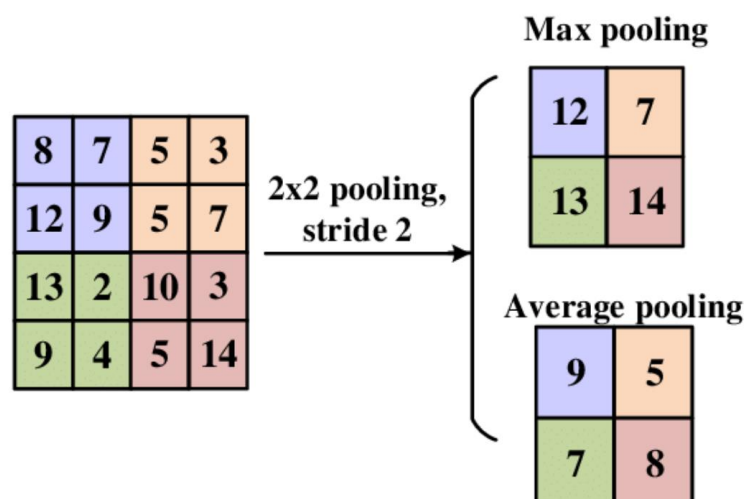 8 7 5 3
12 9 5 7
13 2 10 3
9 4 5 14
2x2 pooling,
stride 2
Max pooling
12 7
13 14
Average pooling
9 5
7 8